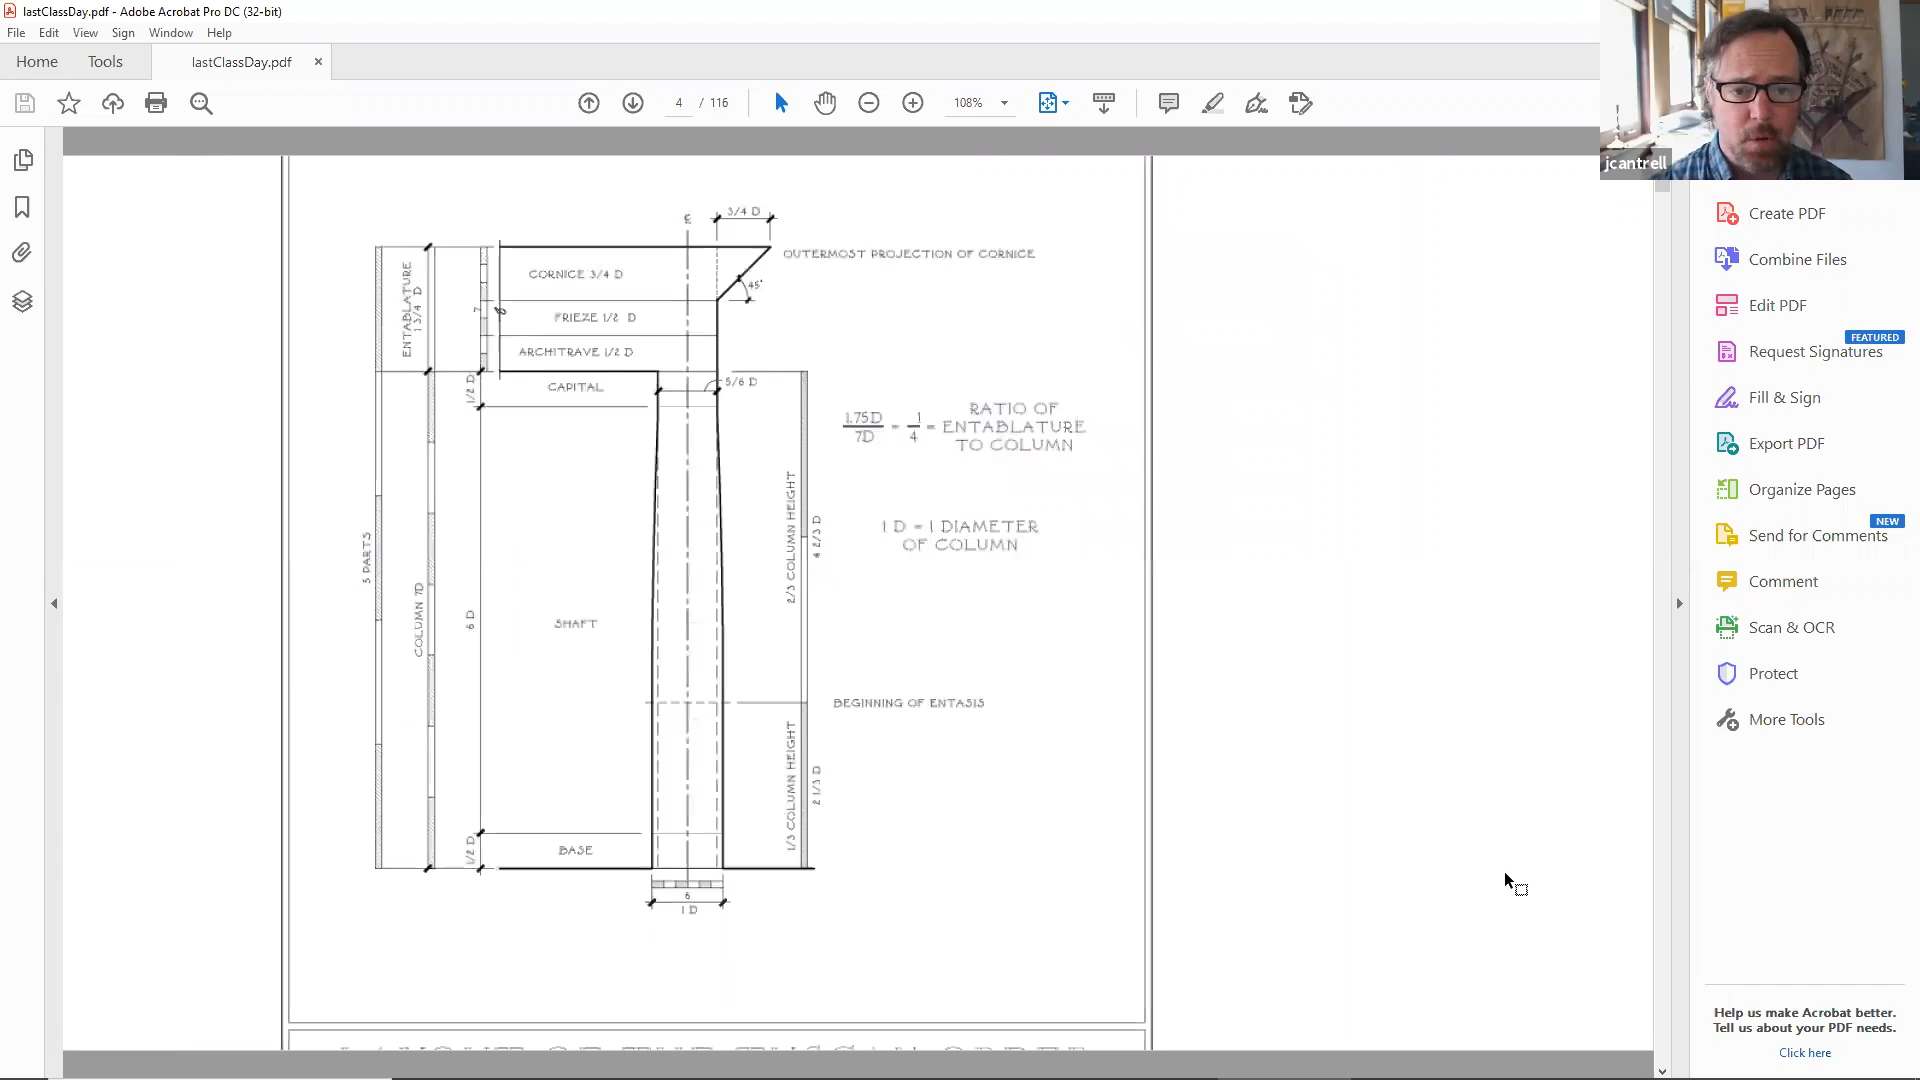 lastClassDay.pdf - Adobe Acrobat Pro DC (32-bit)
File Edit View Sign Window Help
Home Tools lastClassDay.pdf ×
4 / 116 108%
jcantrell
3/4 D
OUTERMOST PROJECTION OF CORNICE
CORNICE 3/4 D
45°
ENTABLATURE
1 3/4 D
7
FRIEZE 1/2 D
ARCHITRAVE 1/2 D
1/2 D
CAPITAL
5/6 D
1.75D
7D
= 1
4
= RATIO OF
ENTABLATURE
TO COLUMN
2/3 COLUMN HEIGHT
4 2/3 D
1 D = 1 DIAMETER
OF COLUMN
5 PARTS
COLUMN 7D
6 D
SHAFT
BEGINNING OF ENTASIS
1/3 COLUMN HEIGHT
2 1/3 D
1/2 D
BASE
6
1 D
Create PDF
Combine Files
Edit PDF
FEATURED
Request Signatures
Fill & Sign
Export PDF
Organize Pages
NEW
Send for Comments
Comment
Scan & OCR
Protect
More Tools
Help us make Acrobat better.
Tell us about your PDF needs.
Click here